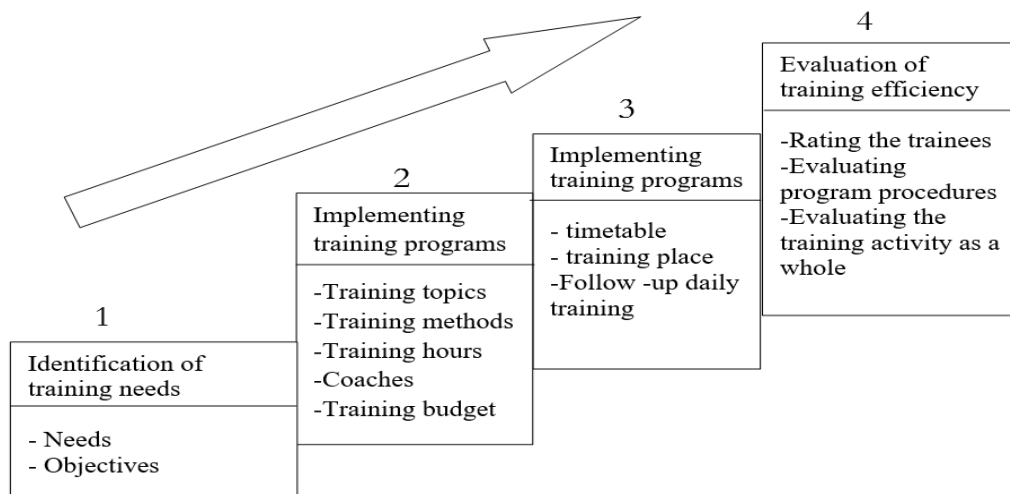 1
Identification of
training needs
- Needs
- Objectives
2
Implementing
training programs
-Training topics
-Training methods
-Training hours
-Coaches
-Training budget
3
Implementing
training programs
- timetable
- training place
-Follow -up daily
training
4
Evaluation of
training efficiency
-Rating the trainees
-Evaluating
program procedures
-Evaluating the
training activity as a
whole